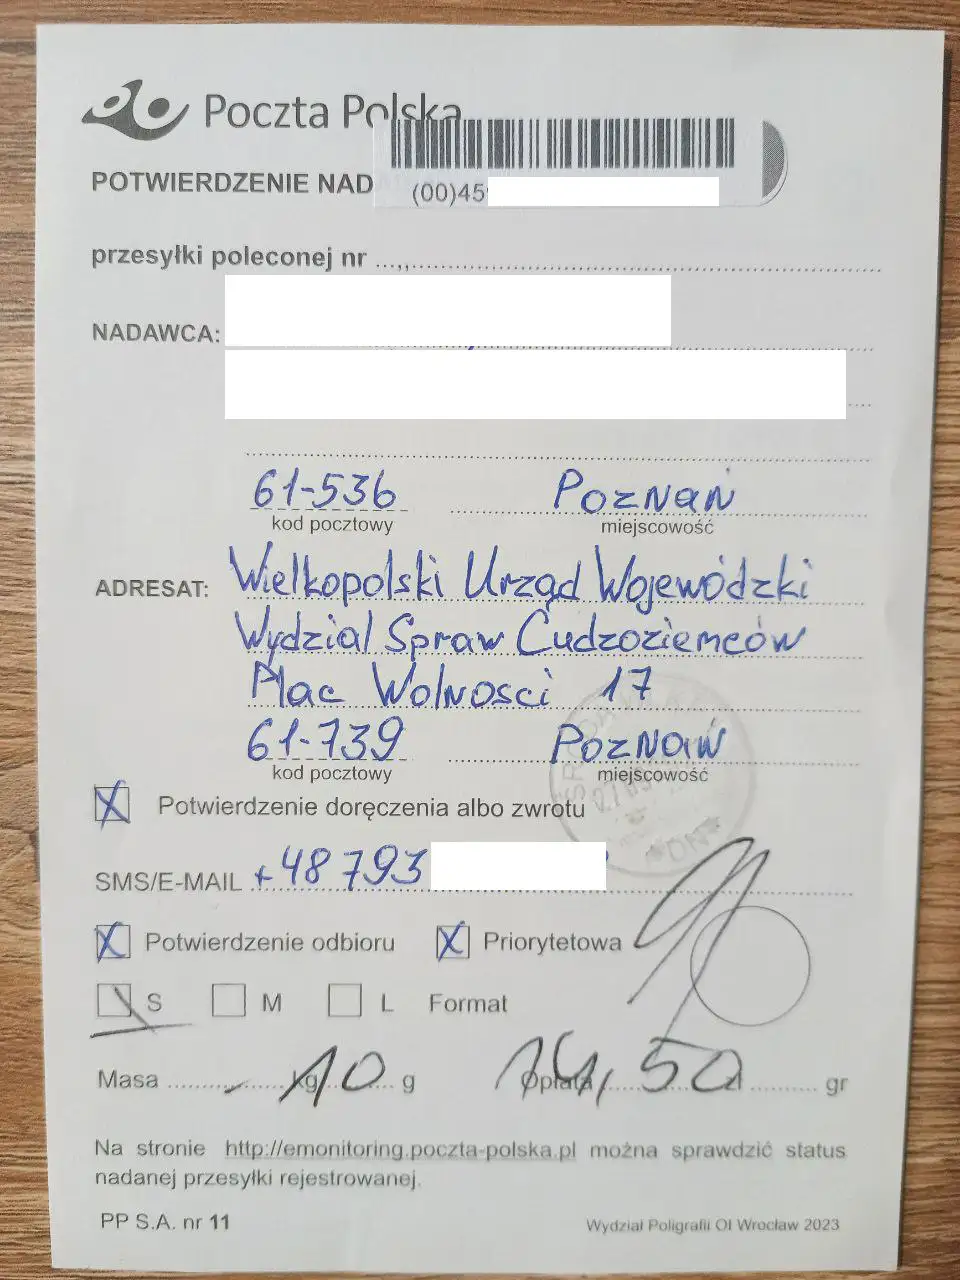 Poczta Polska
POTWIERDZENIE NAD
(00)45
przesyłki poleconej nr
NADAWCA:
61-536 Poznań
kod pocztowy miejscowość
ADRESAT: Wielkopolski Urząd Wojewódzki
Wydzial Spraw Cudzoziemców
Plac Wolnosci 17
61-739 Poznań
kod pocztowy miejscowość
X Potwierdzenie doręczenia albo zwrotu
SMS/E-MAIL +48 793
X Potwierdzenie odbioru X Priorytetowa
S M L Format
Masa - kg 10 g Opłata 14,50 zł gr
Na stronie http://emonitoring.poczta-polska.pl można sprawdzić status
nadanej przesyłki rejestrowanej.
PP S.A. nr 11 Wydział Poligrafii OI Wrocław 2023